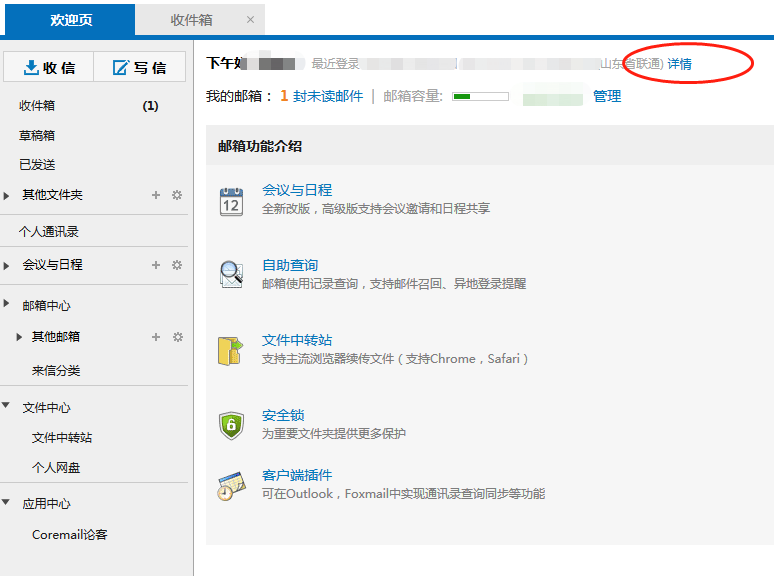 欢迎页 收件箱 ×
收信 写信
收件箱 (1)
草稿箱
已发送
其他文件夹 +
个人通讯录
会议与日程 +
邮箱中心
其他邮箱 +
来信分类
文件中心
文件中转站
个人网盘
应用中心
Coremail论客
下午 最近登录 山东省联通) 详情
我的邮箱： 1 封未读邮件 | 邮箱容量: 管理
邮箱功能介绍
12
会议与日程
全新改版，高级版支持会议邀请和日程共享
自助查询
邮箱使用记录查询，支持邮件召回、异地登录提醒
文件中转站
支持主流浏览器续传文件（支持Chrome，Safari）
安全锁
为重要文件夹提供更多保护
客户端插件
可在Outlook，Foxmail中实现通讯录查询同步等功能